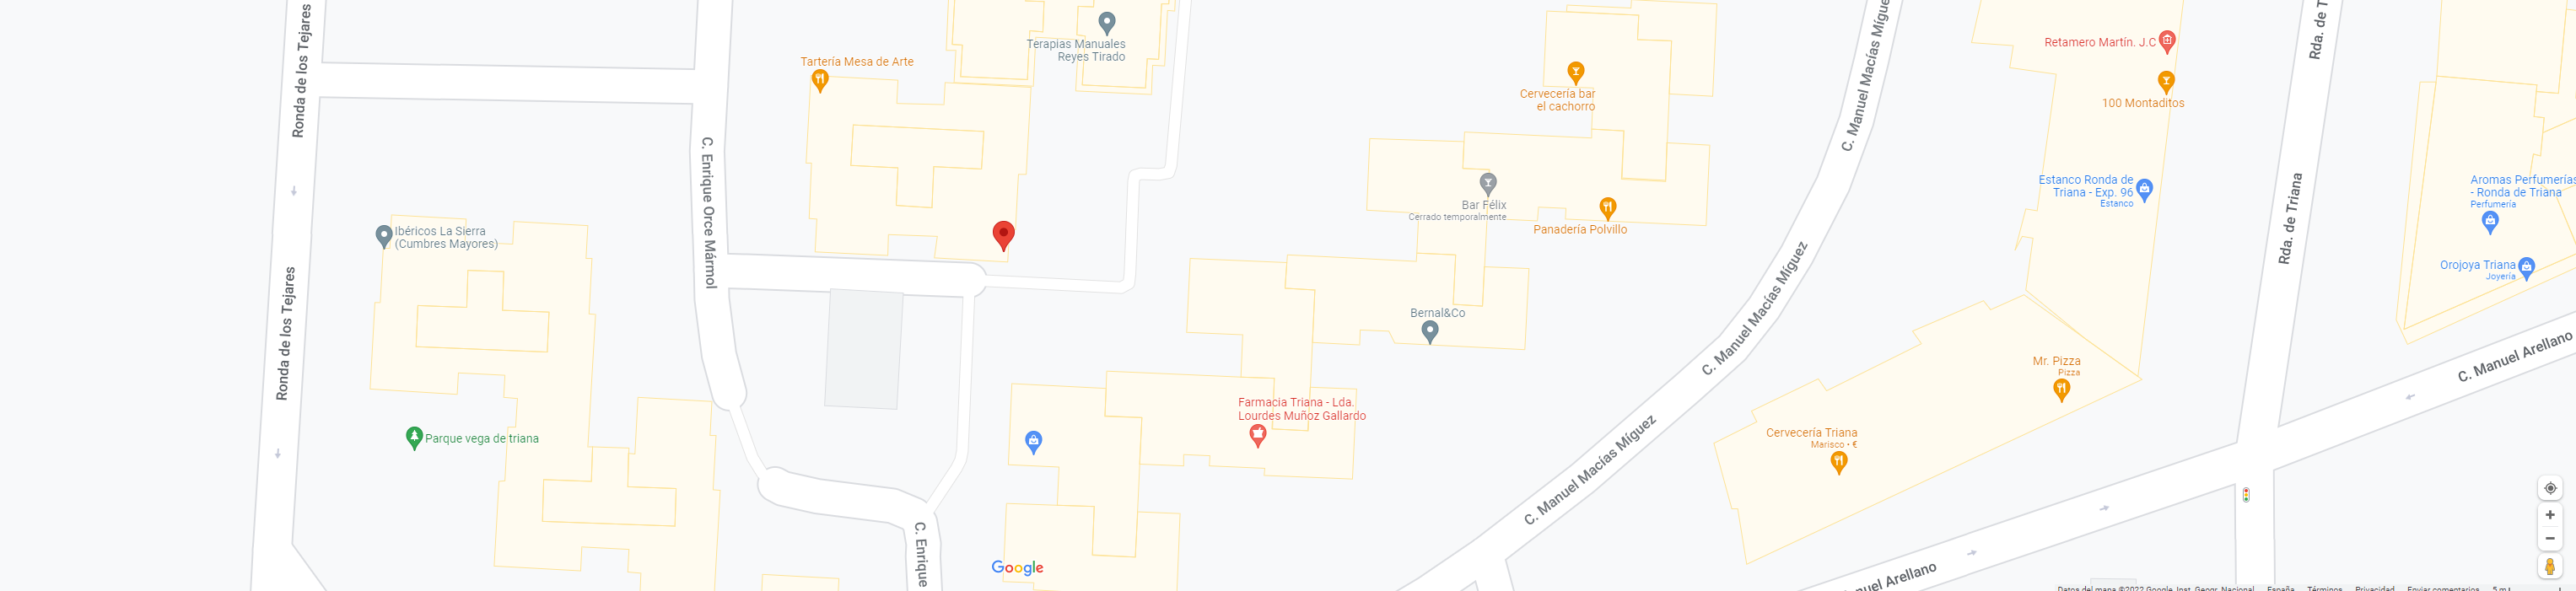 Ronda de los Tejares
Ronda de los Tejares
C. Enrique Orce Mármol
C. Enrique
Ibéricos La Sierra
(Cumbres Mayores)
Parque vega de triana
Tartería Mesa de Arte
Terapias Manuales
Reyes Tirado
Cervecería bar
el cachorro
Bar Félix
Cerrado temporalmente
Panadería Polvillo
Bernal&Co
Farmacia Triana - Lda.
Lourdes Muñoz Gallardo
C. Manuel Macías Míguez
C. Manuel Macías Míguez
C. Manuel Macías Míguez
Retamero Martín. J.C
100 Montaditos
Estanco Ronda de
Triana - Exp. 96
Estanco
Mr. Pizza
Pizza
Cervecería Triana
Marisco • €
Rda. de T
Rda. de Triana
Aromas Perfumerías
- Ronda de Triana
Perfumería
Orojoya Triana
Joyería
C. Manuel Arellano
nuel Arellano
Google
Datos del mapa ©2022 Google, Inst. Geogr. Nacional España Términos Privacidad Enviar comentarios 5 m